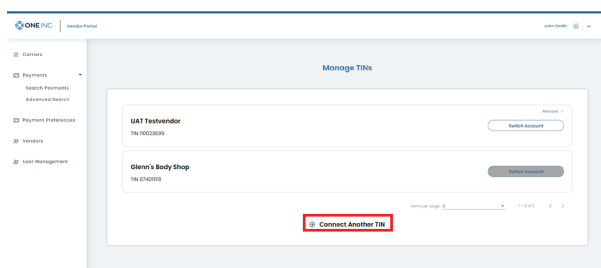 ONE INC Vendor Portal
John Smith
Carriers
Payments
Search Payments
Advanced Search
Payment Preferences
Vendors
User Management
Manage TINs
Remove
UAT Testvendor
TIN 110023699
Switch Account
Glenn's Body Shop
Switch Account
Items per page: 5
1 - 2 of 2
Connect Another TIN